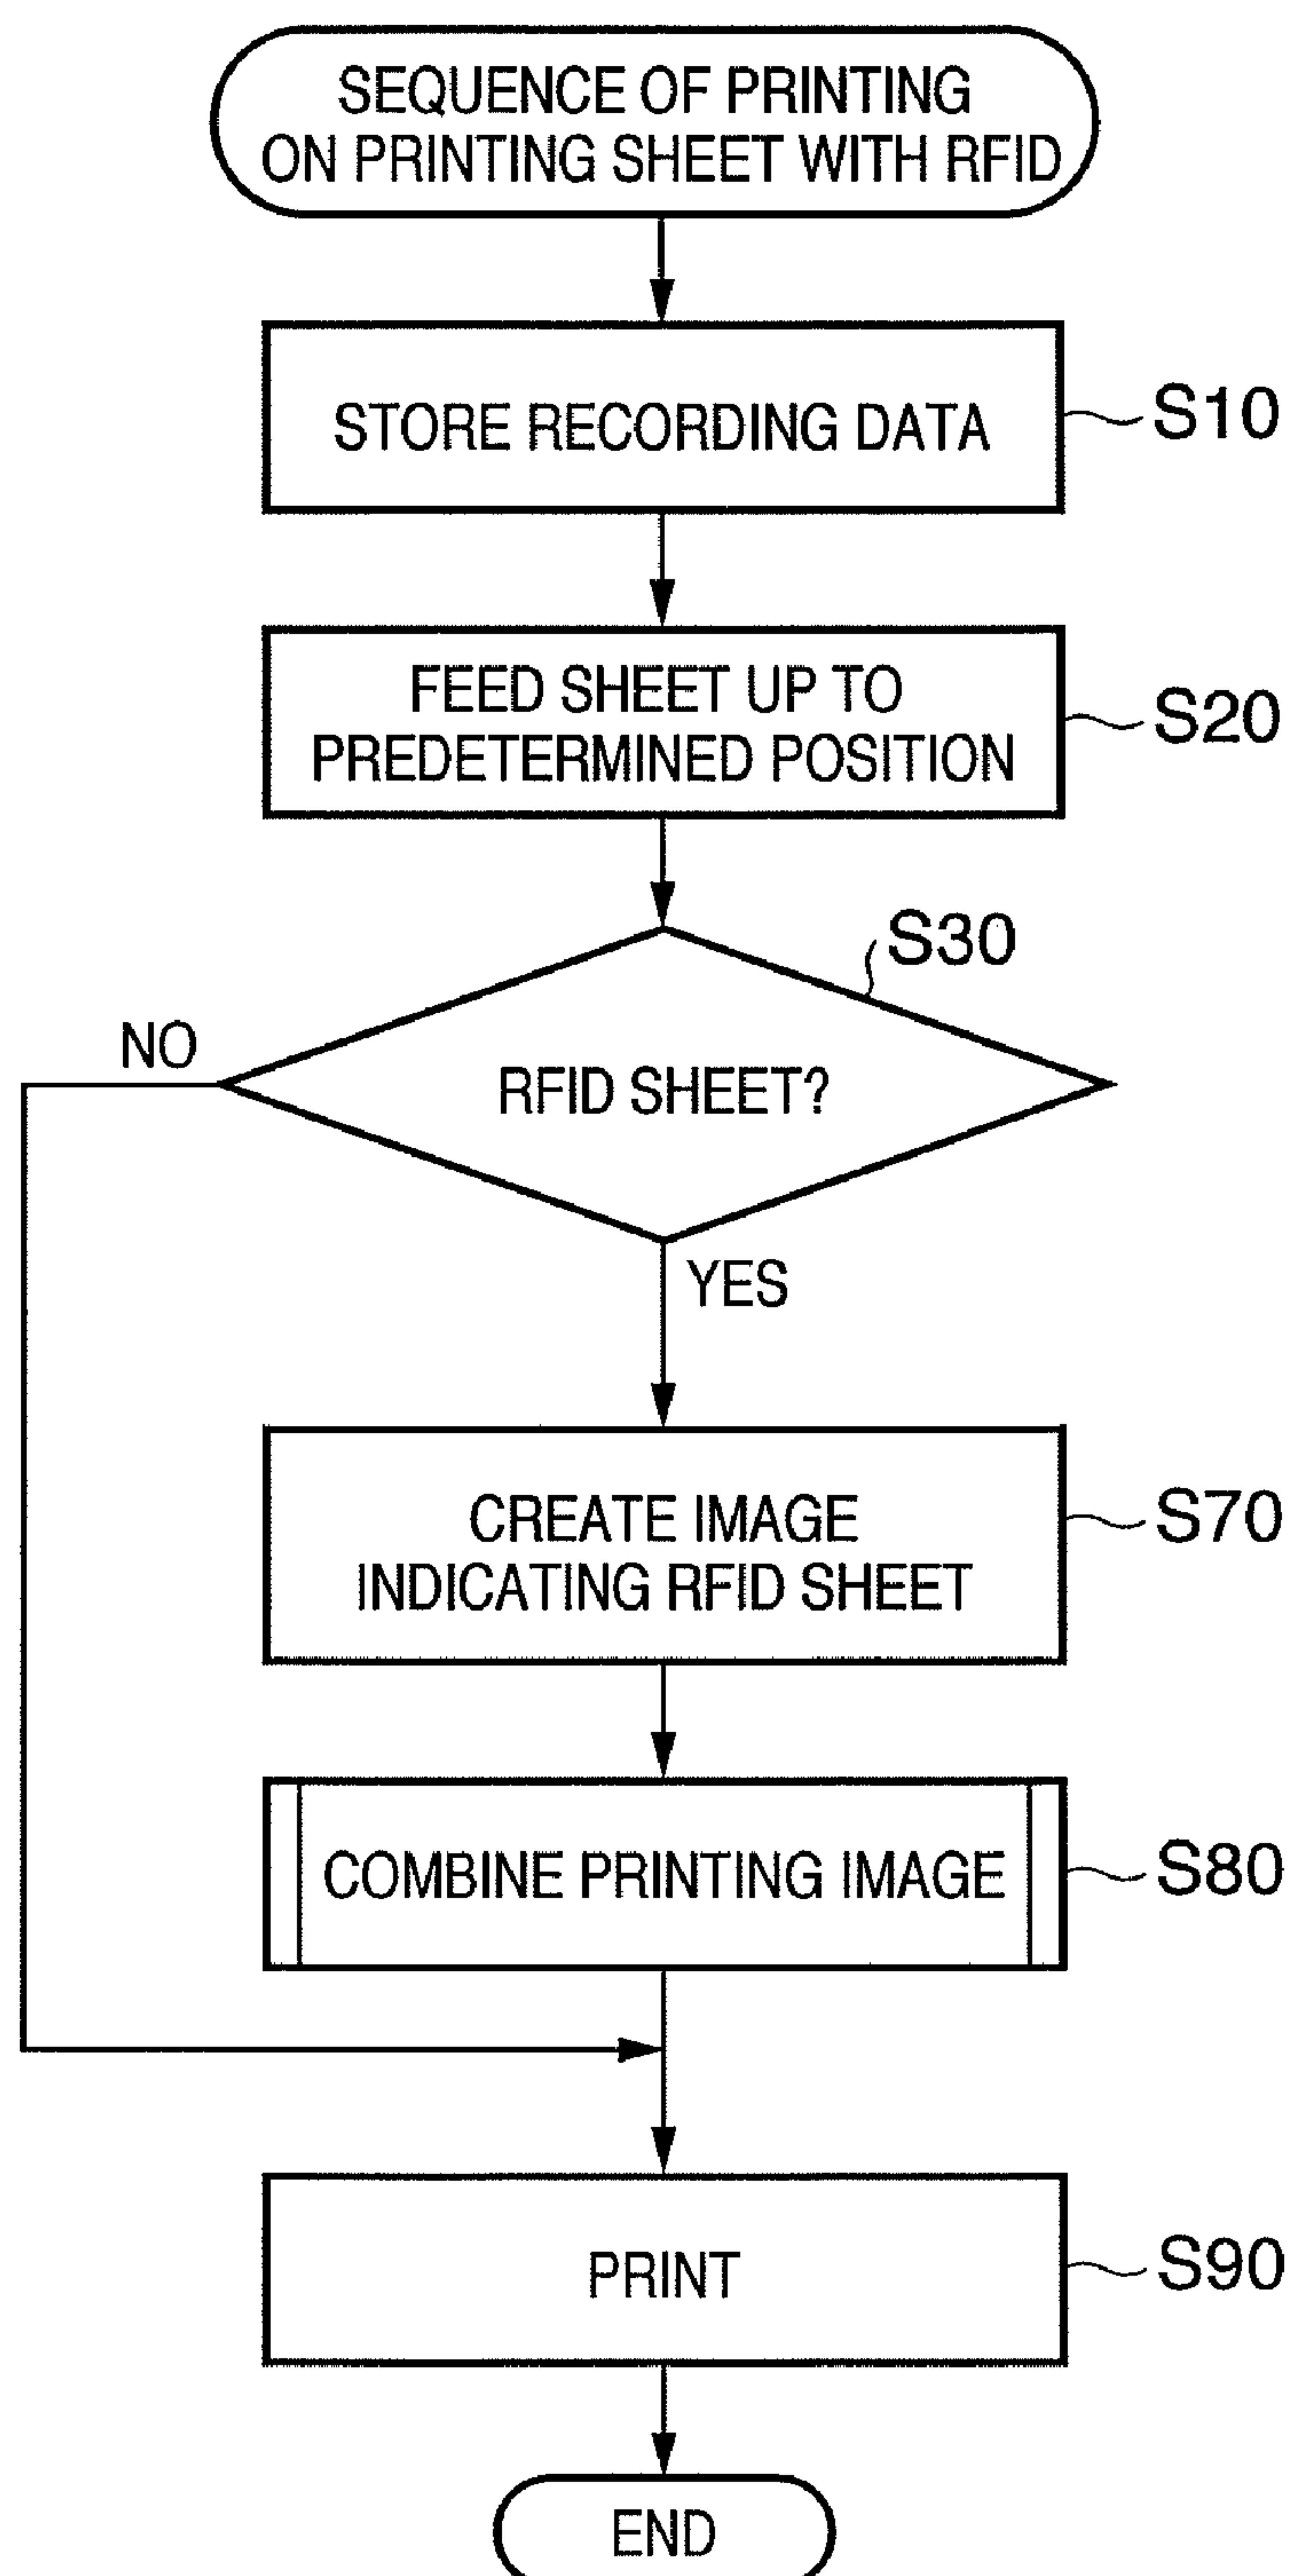 SEQUENCE OF PRINTING
ON PRINTING SHEET WITH RFID
STORE RECORDING DATA
S10
FEED SHEET UP TO
PREDETERMINED POSITION
S20
S30
NO
RFID SHEET?
YES
CREATE IMAGE
INDICATING RFID SHEET
S70
COMBINE PRINTING IMAGE
S80
PRINT
S90
END